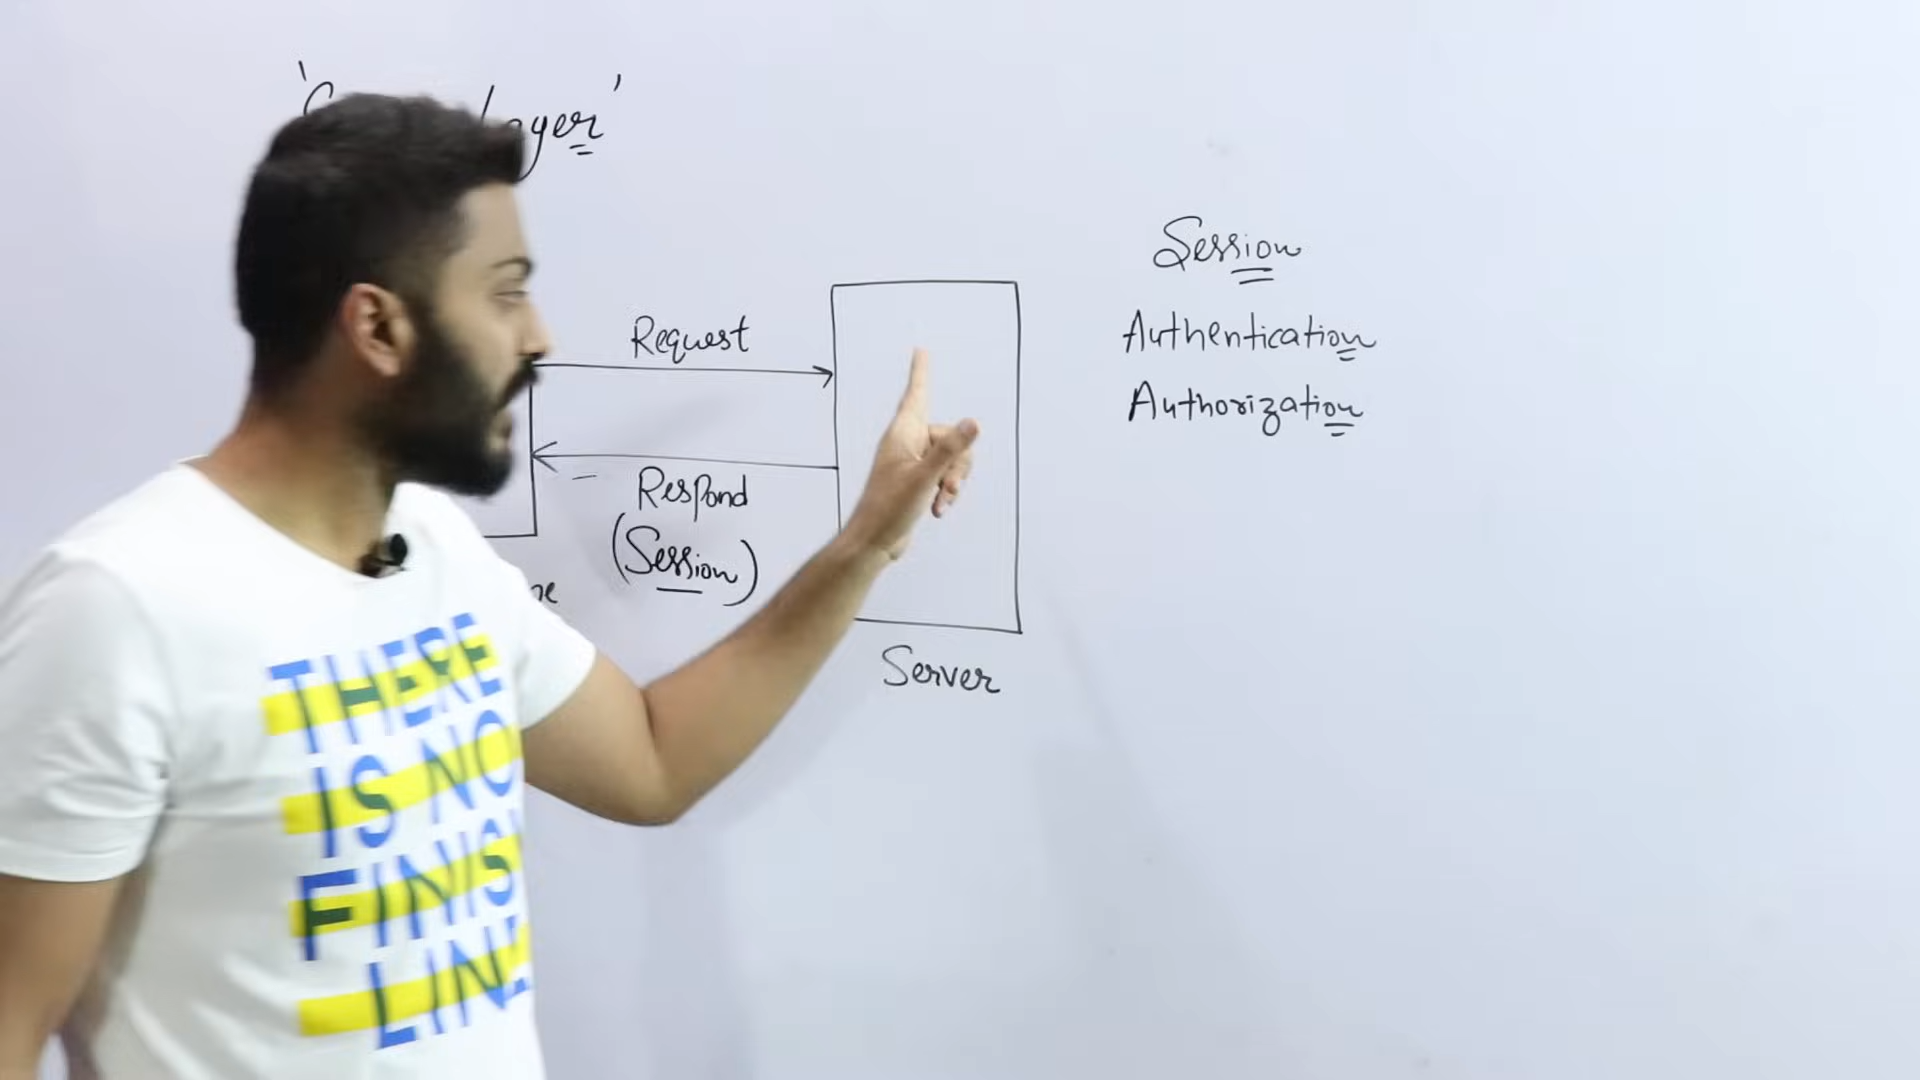 Request
Respond
(Session)
Server
Session
Authentication
Authorization
THERE
IS NO